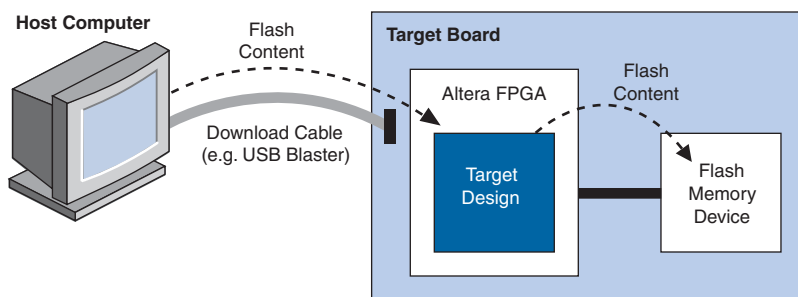 Host Computer
Flash
Content
Download Cable
(e.g. USB Blaster)
Target Board
Altera FPGA
Target
Design
Flash
Content
Flash
Memory
Device